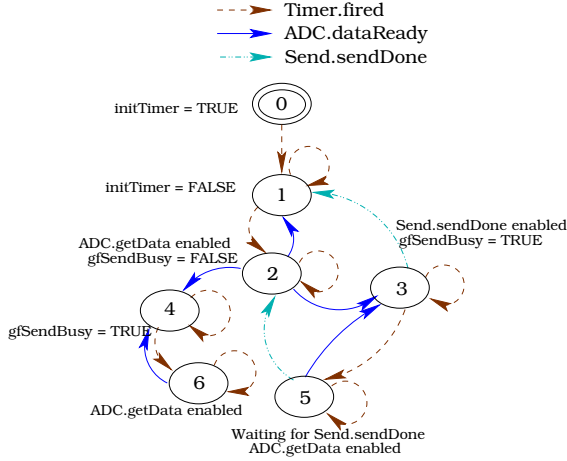 Timer.fired
ADC.dataReady
Send.sendDone
initTimer = TRUE
0
initTimer = FALSE
1
Send.sendDone enabled
gfSendBusy = TRUE
ADC.getData enabled
gfSendBusy = FALSE
2
3
4
gfSendBusy = TRUE
6
5
ADC.getData enabled
Waiting for Send.sendDone
ADC.getData enabled